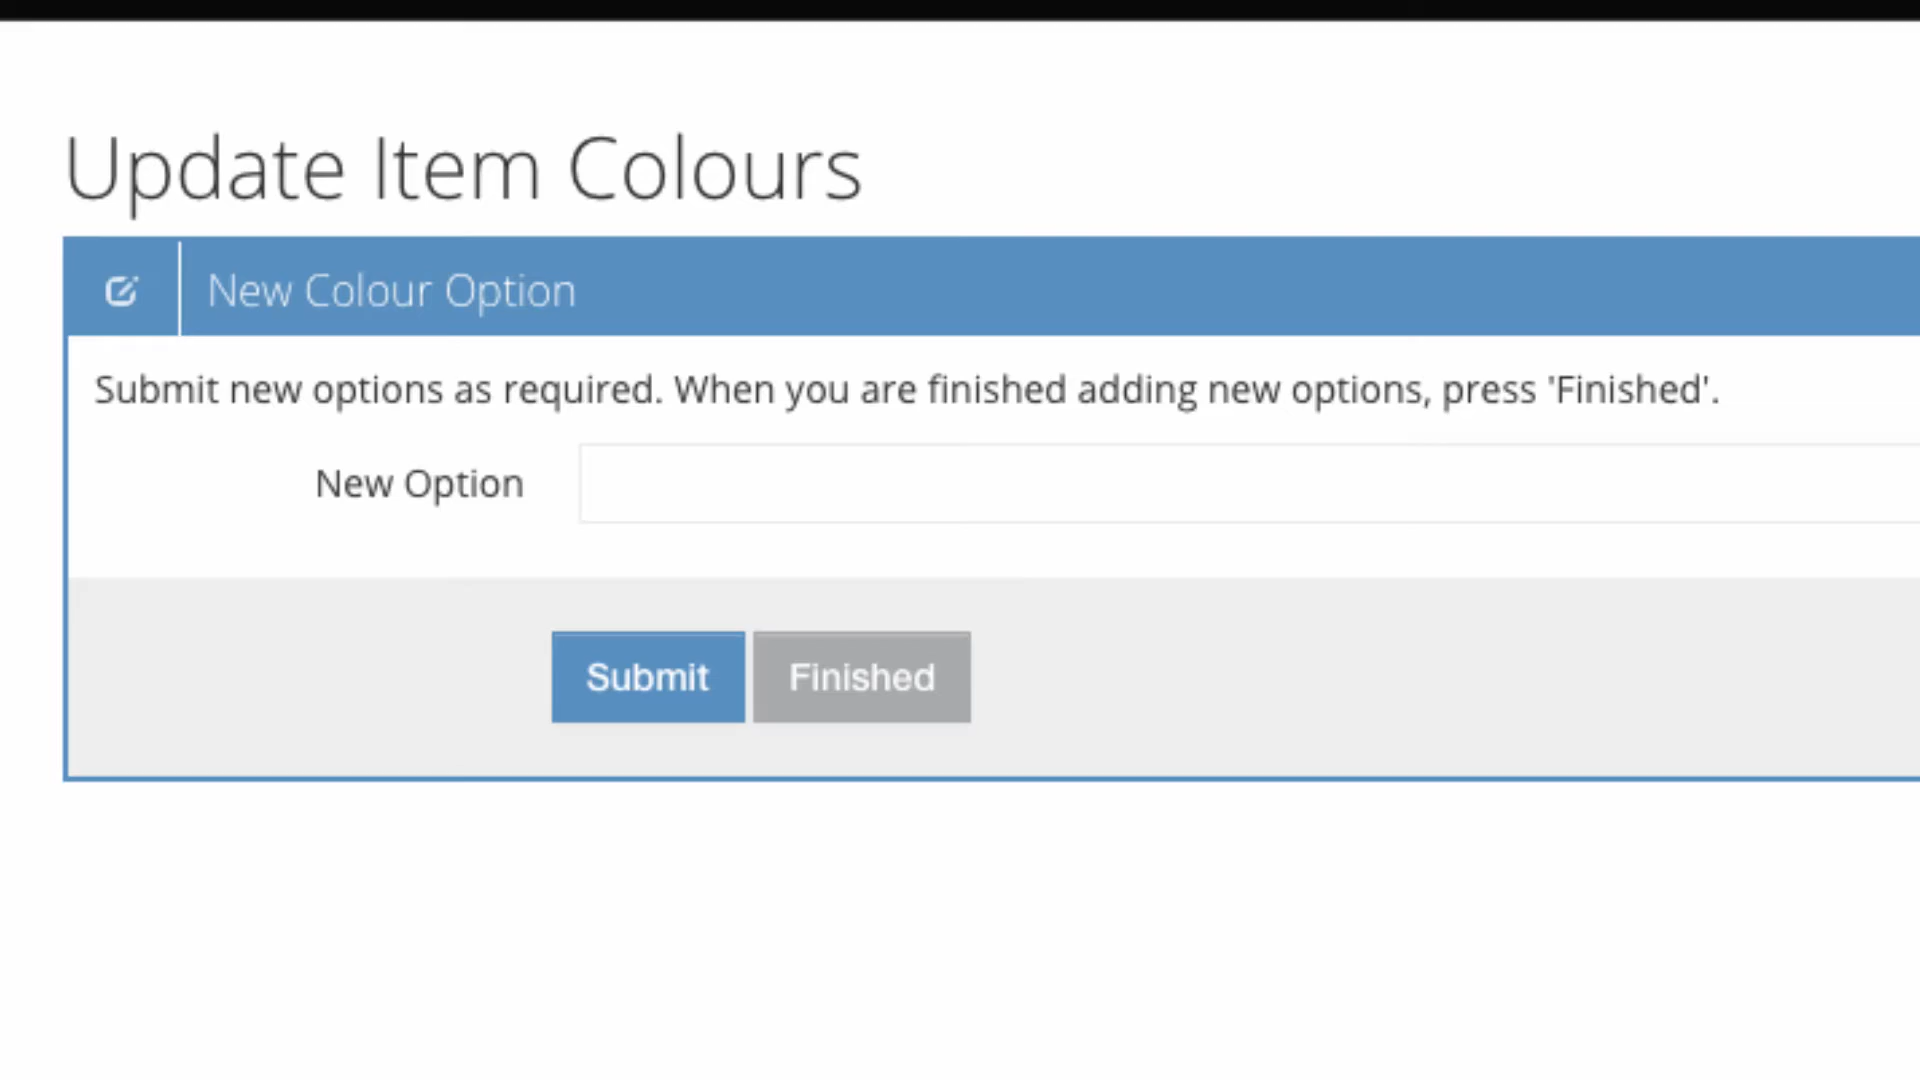 Update Item Colours
New Colour Option
Submit new options as required. When you are finished adding new options, press 'Finished'.
New Option
Submit Finished